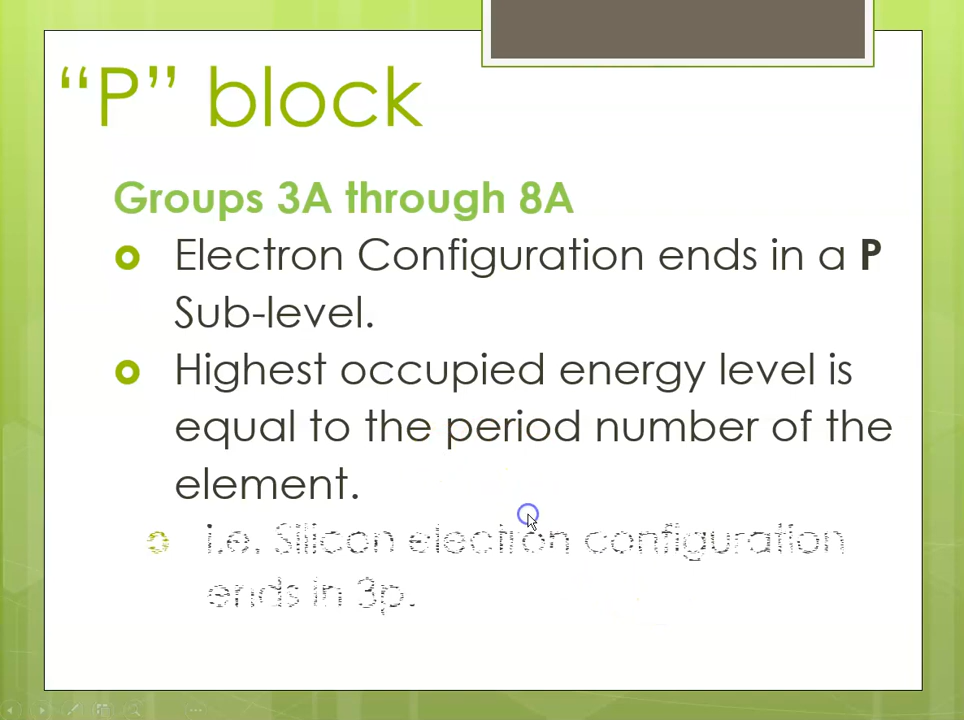 “P” block
Groups 3A through 8A
Electron Configuration ends in a P
Sub-level.
Highest occupied energy level is
equal to the period number of the
element.
i.e. Silicon electron configuration
ends in 3p.